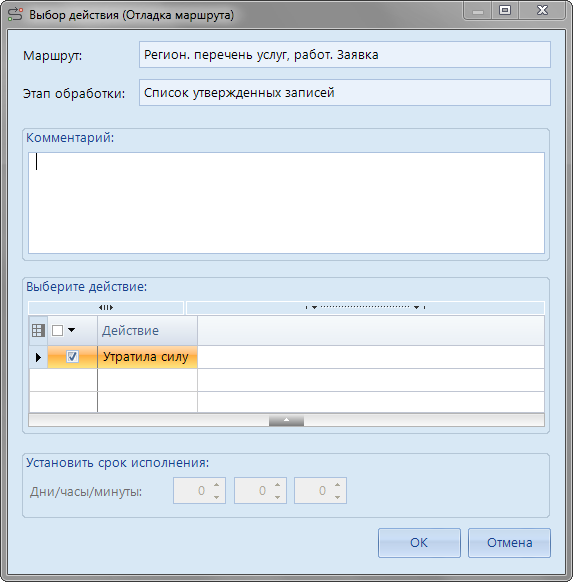 Выбор действия (Отладка маршрута)
Маршрут: Регион. перечень услуг, работ. Заявка
Этап обработки: Список утвержденных записей
Комментарий:
Выберите действие:
Действие
Утратила силу
Установить срок исполнения:
Дни/часы/минуты: 0 0 0
ОК Отмена